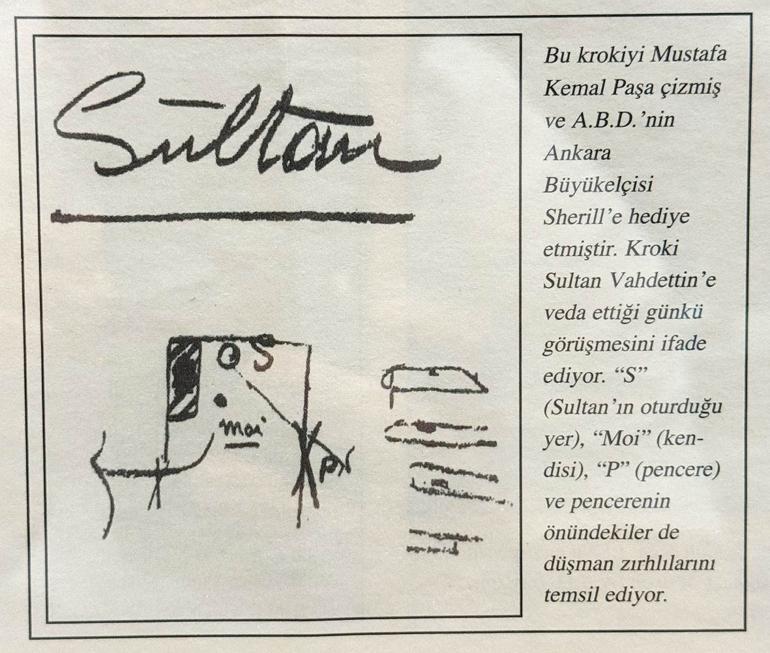 Sultan
S
moi
Bu krokiyi Mustafa
Kemal Paşa çizmiş
ve A.B.D.'nin
Ankara
Büyükelçisi
Sherill'e hediye
etmiştir. Kroki
Sultan Vahdettin'e
veda ettiği günkü
görüşmesini ifade
ediyor. “S”
(Sultan'ın oturduğu
yer), “Moi” (ken-
disi), “P” (pencere)
ve pencerenin
önündekiler de
düşman zırhlılarını
temsil ediyor.